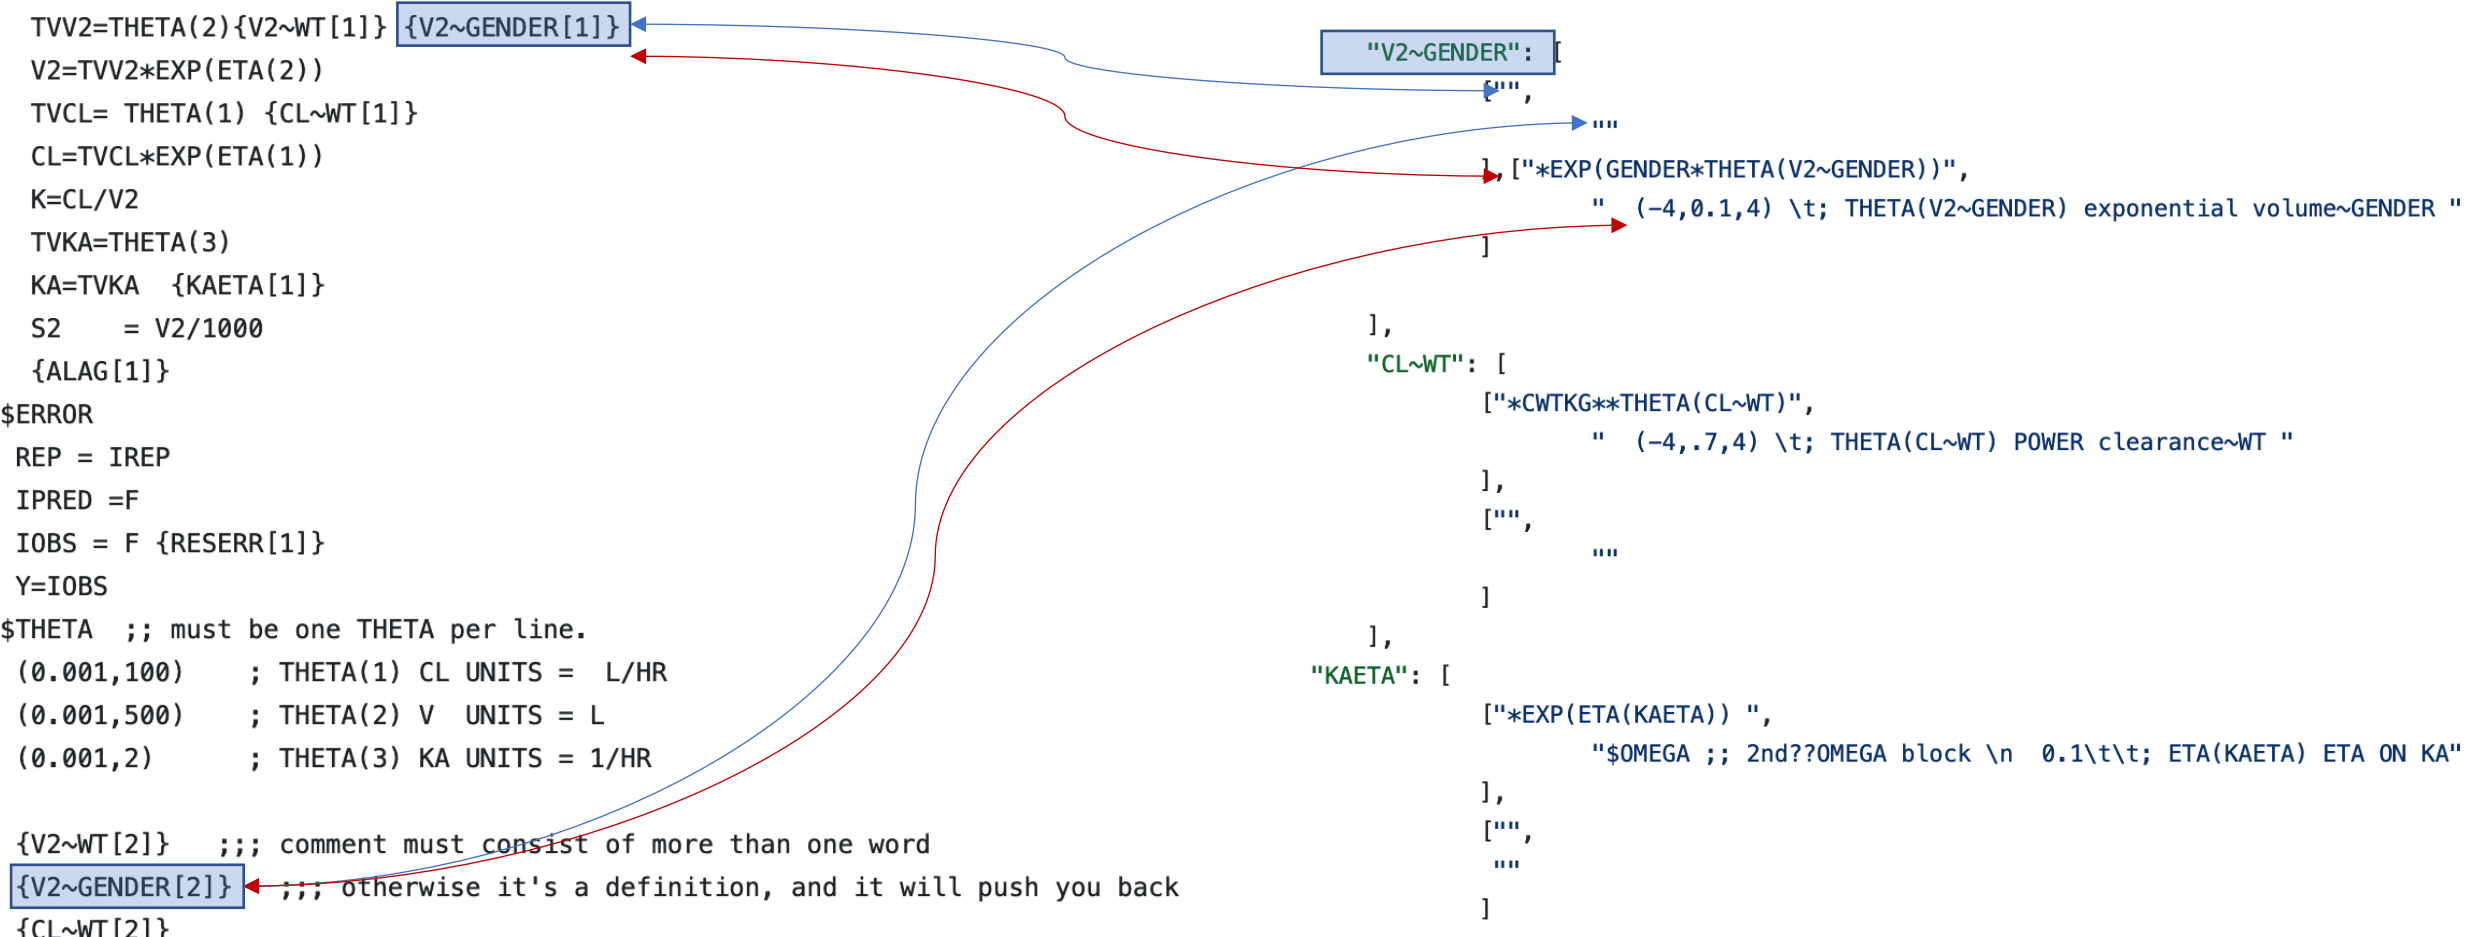 TVV2=THETA(2){V2~WT[1]} {V2~GENDER[1]}
V2=TVV2*EXP(ETA(2))
TVCL= THETA(1) {CL~WT[1]}
CL=TVCL*EXP(ETA(1))
K=CL/V2
TVKA=THETA(3)
KA=TVKA  {KAETA[1]}
S2    = V2/1000
{ALAG[1]}
$ERROR
REP = IREP
IPRED =F
IOBS = F {RESERR[1]}
Y=IOBS
$THETA  ;; must be one THETA per line.
(0.001,100)    ; THETA(1) CL UNITS =  L/HR
(0.001,500)    ; THETA(2) V  UNITS = L
(0.001,2)      ; THETA(3) KA UNITS = 1/HR
{V2~WT[2]}   ;;; comment must consist of more than one word
{V2~GENDER[2]}   ;;; otherwise it's a definition, and it will push you back
{CL~WT[2]}
"V2~GENDER": [
["",
""
],["*EXP(GENDER*THETA(V2~GENDER))",
"  (-4,0.1,4) \t; THETA(V2~GENDER) exponential volume~GENDER "
]
],
"CL~WT": [
["*CWTKG**THETA(CL~WT)",
"  (-4,.7,4) \t; THETA(CL~WT) POWER clearance~WT "
],
["",
""
]
],
"KAETA": [
["*EXP(ETA(KAETA)) ",
"$OMEGA ;; 2nd??OMEGA block \n  0.1\t\t; ETA(KAETA) ETA ON KA"
],
["",
""
]